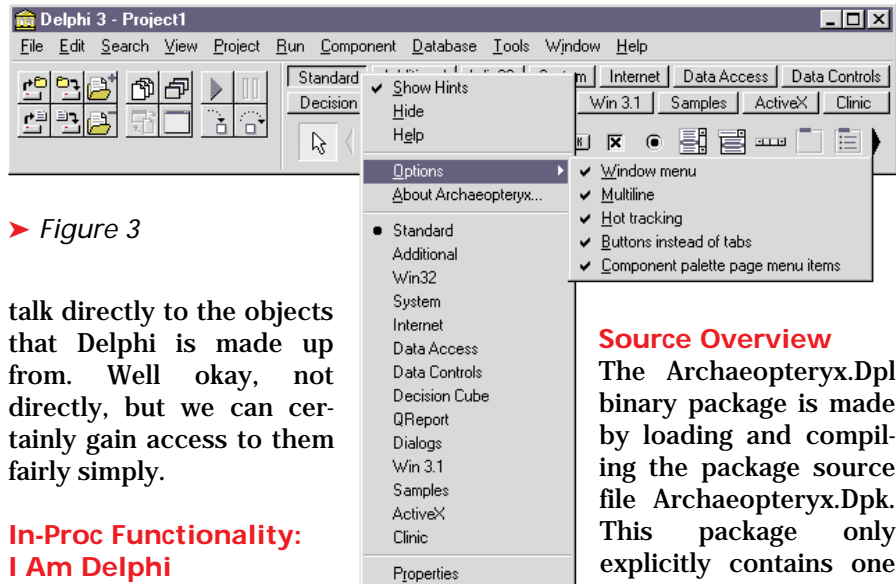 Delphi 3 - Project1
File Edit Search View Project Run Component Database Tools Window Help
Standard Internet Data Access Data Controls
Decision Win 3.1 Samples ActiveX Clinic
Show Hints
Hide
Help
Options
About Archaeopteryx...
Standard
Additional
Win32
System
Internet
Data Access
Data Controls
Decision Cube
QReport
Dialogs
Win 3.1
Samples
ActiveX
Clinic
Properties
Window menu
Multiline
Hot tracking
Buttons instead of tabs
Component palette page menu items
➤ Figure 3
talk directly to the objects
that Delphi is made up
from. Well okay, not
directly, but we can cer-
tainly gain access to them
fairly simply.
In-Proc Functionality:
I Am Delphi
Source Overview
The Archaeopteryx.Dpl
binary package is made
by loading and compil-
ing the package source
file Archaeopteryx.Dpk.
This package only
explicitly contains one